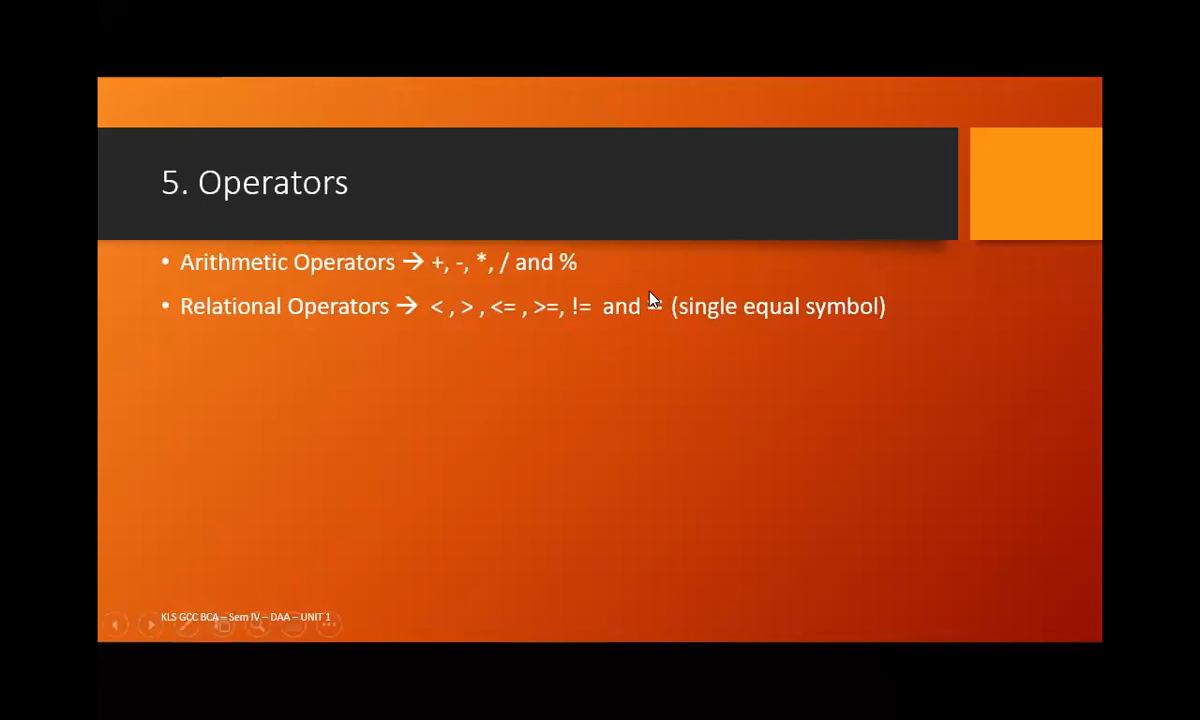 5. Operators
• Arithmetic Operators → +, -, *, / and %
• Relational Operators → < , > , <= , >=, != and = (single equal symbol)
KLS GCC BCA – Sem IV – DAA – UNIT 1